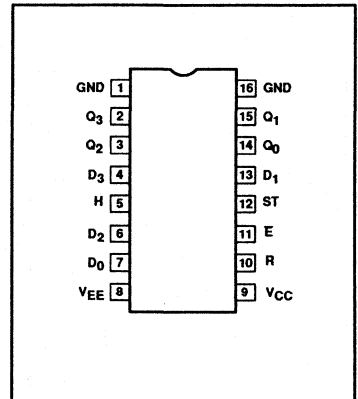 GND 1 16 GND
Q3 2 15 Q1
Q2 3 14 Q0
D3 4 13 D1
H 5 12 ST
D2 6 11 E̅
D0 7 10 R
VEE 8 9 VCC